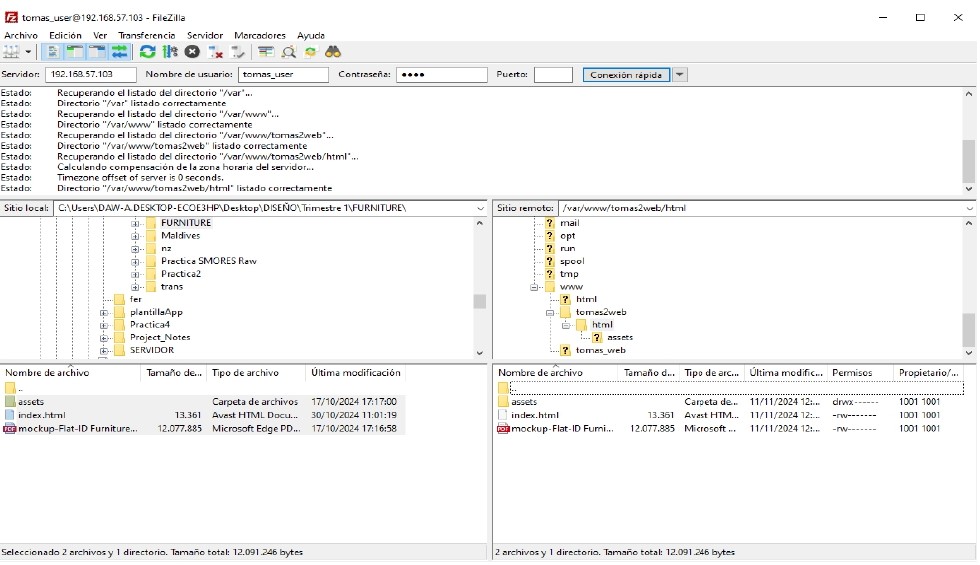 tomas_user@192.168.57.103 - FileZilla
Archivo Edición Ver Transferencia Servidor Marcadores Ayuda
Servidor: 192.168.57.103 Nombre de usuario: tomas_user Contraseña: •••• Puerto: Conexión rápida
Estado: Recuperando el listado del directorio "/var"...
Estado: Directorio "/var" listado correctamente
Estado: Recuperando el listado del directorio "/var/www"...
Estado: Directorio "/var/www" listado correctamente
Estado: Recuperando el listado del directorio "/var/www/tomas2web"...
Estado: Directorio "/var/www/tomas2web" listado correctamente
Estado: Recuperando el listado del directorio "/var/www/tomas2web/html"...
Estado: Calculando compensación de la zona horaria del servidor...
Estado: Timezone offset of server is 0 seconds.
Estado: Directorio "/var/www/tomas2web/html" listado correctamente
Sitio local: C:\Users\DAW-A.DESKTOP-ECOE3HP\Desktop\DISEÑO\Trimestre 1\FURNITURE\
FURNITURE
Maldives
nz
Practica SMORES Raw
Practica2
trans
fer
plantillaApp
Practica4
Project_Notes
SERVIDOR
Nombre de archivo Tamaño de... Tipo de archivo Última modificación
..
assets Carpeta de archivos 17/10/2024 17:17:00
index.html 13.361 Avast HTML Docu... 30/10/2024 11:01:19
mockup-Flat-ID Furniture... 12.077.885 Microsoft Edge PD... 17/10/2024 17:16:58
Seleccionado 2 archivos y 1 directorio. Tamaño total: 12.091.246 bytes
Sitio remoto: /var/www/tomas2web/html
mail
opt
run
spool
tmp
www
html
tomas2web
html
assets
tomas_web
Nombre de archivo Tamaño d... Tipo de arc... Última modific... Permisos Propietario/...
..
assets Carpeta de... 11/11/2024 12:... drwx------ 1001 1001
index.html 13.361 Avast HTM... 11/11/2024 12:... -rw------- 1001 1001
mockup-Flat-ID Furni... 12.077.885 Microsoft ... 11/11/2024 12:... -rw------- 1001 1001
2 archivos y 1 directorio. Tamaño total: 12.091.246 bytes